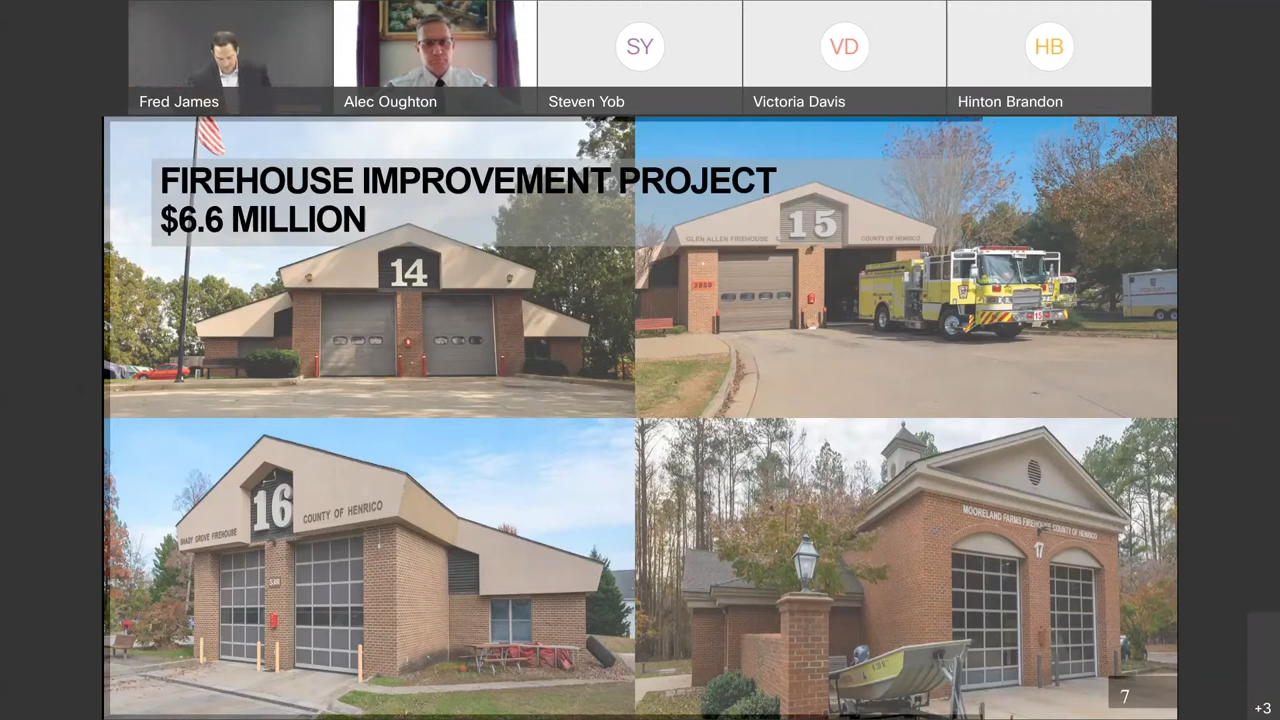 SY
VD
HB
Fred James
Alec Oughton
Steven Yob
Victoria Davis
Hinton Brandon
FIREHOUSE IMPROVEMENT PROJECT
$6.6 MILLION
14
15
GLEN ALLEN FIREHOUSE
COUNTY OF HENRICO
15
16
SHADY GROVE FIREHOUSE
COUNTY OF HENRICO
MOORELAND FARMS FIREHOUSE COUNTY OF HENRICO
17
7
+3